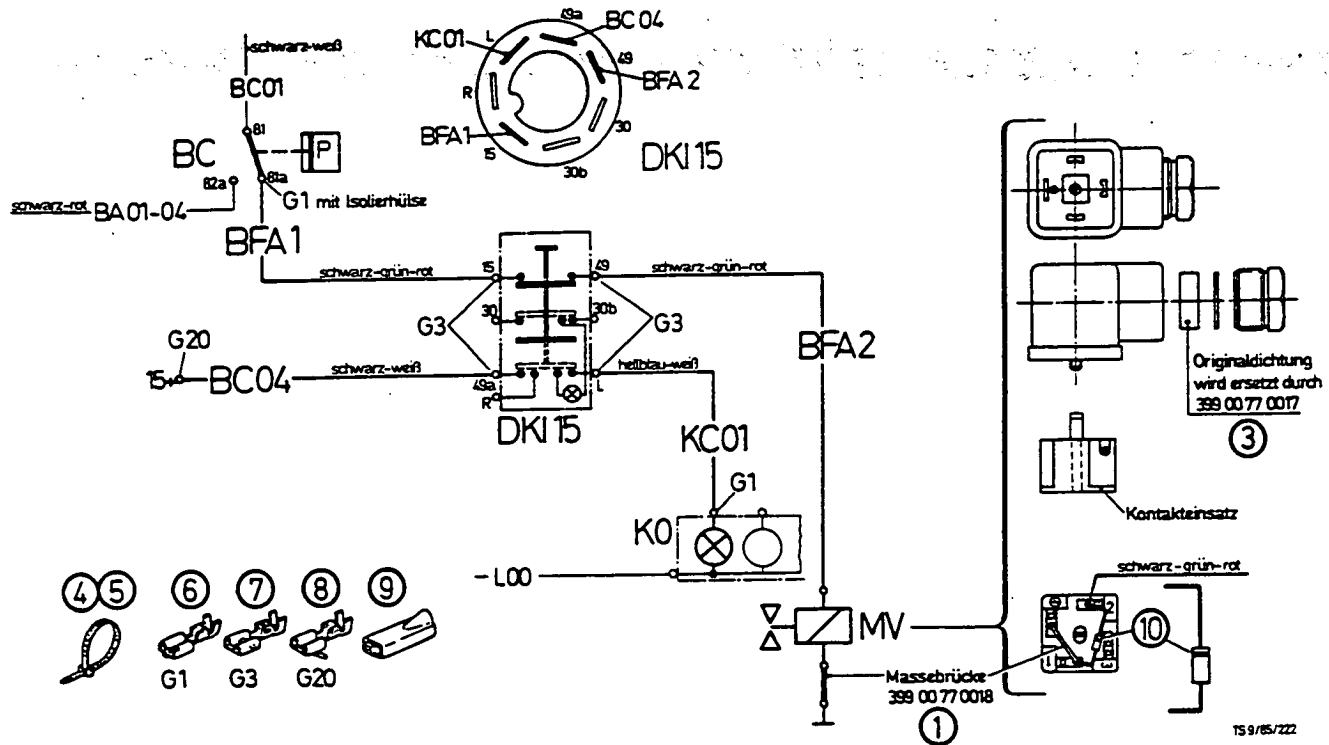 schwarz-weiß
BC01
BC
81
P
81a
82a
G1 mit Isolierhülse
schwarz-rot BA01-04
BFA1
49a
L
BC04
KC01
49
BFA2
R
BFA1
30
15
30b
DKI15
schwarz-grün-rot
15
49
schwarz-grün-rot
30
30b
G3
G3
BFA2
G20
15
BC04
schwarz-weiß
49a
hellblau-weiß
L
R
DKI15
KC01
G1
K0
-L00
MV
4
5
6
7
8
9
G1
G3
G20
Originaldichtung
wird ersetzt durch
399 00 77 0017
3
Kontakteinsatz
schwarz-grün-rot
2
10
1
3
Massebrücke
399 00 77 0018
1
TS 9/85/222